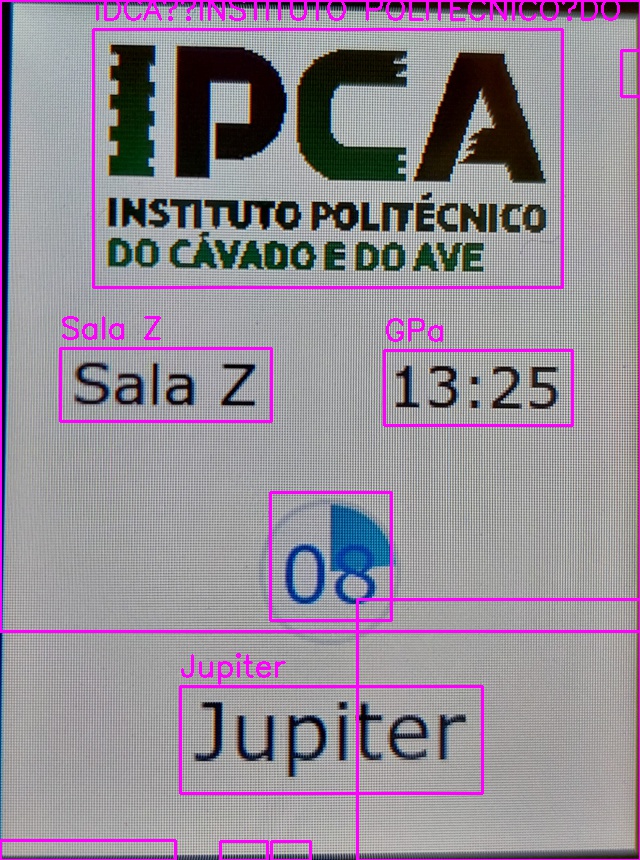 IDCA??INSTITUTO POLITECNICO?DO
IPCA
INSTITUTO POLITÉCNICO
DO CÁVADO E DO AVE
Sala Z GPa
Sala Z 13:25
08
Jupiter
Jupiter